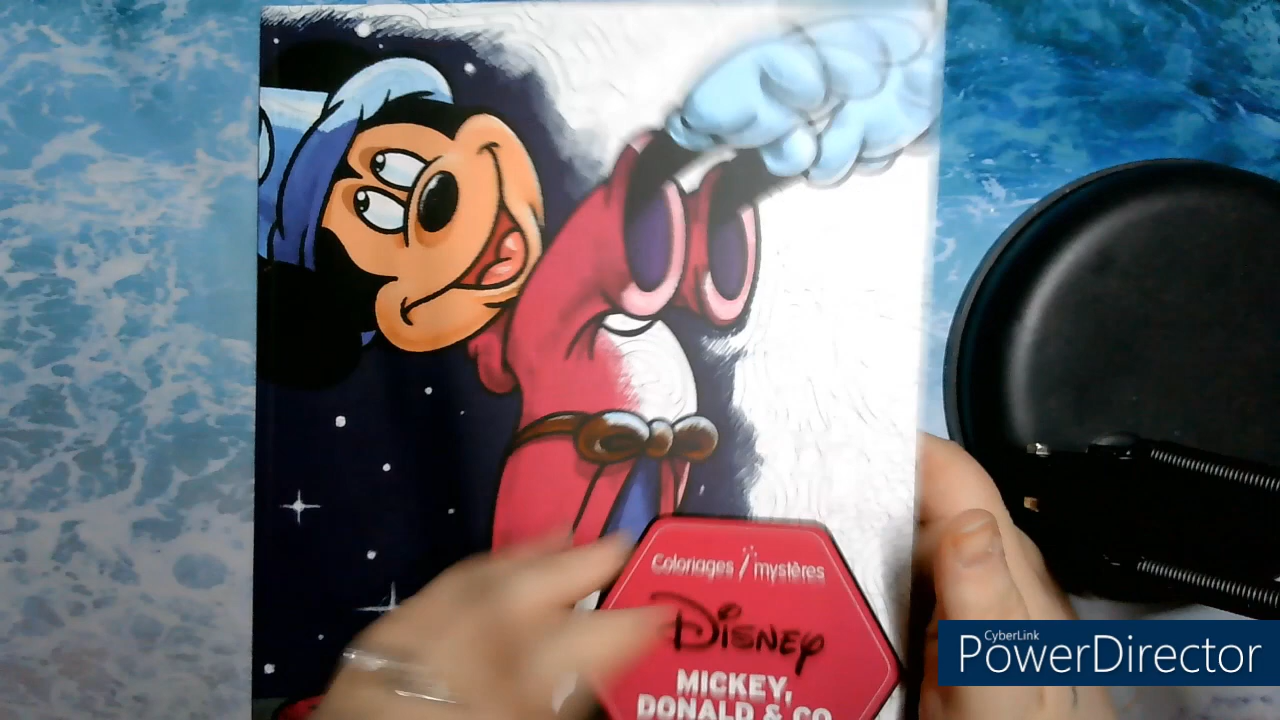 Coloriages mystères
Disney
MICKEY,
DONALD & CO
CyberLink
PowerDirector